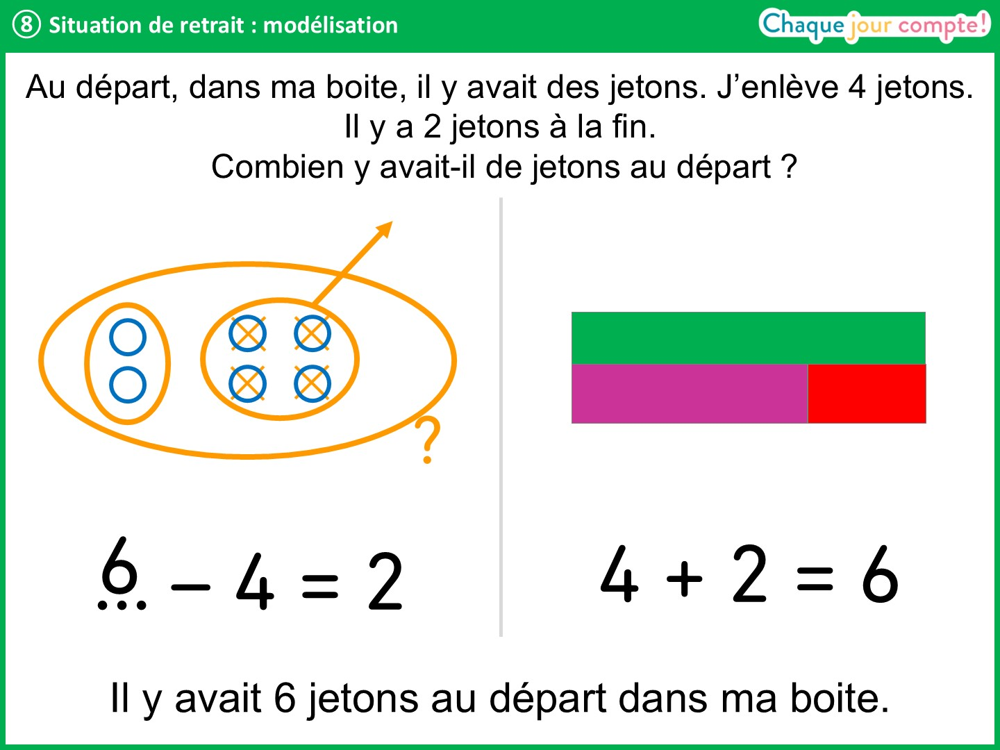 ⑧ Situation de retrait : modélisation
Chaque jour compte!
Au départ, dans ma boite, il y avait des jetons. J’enlève 4 jetons.
Il y a 2 jetons à la fin.
Combien y avait-il de jetons au départ ?
?
6
... – 4 = 2
4 + 2 = 6
Il y avait 6 jetons au départ dans ma boite.